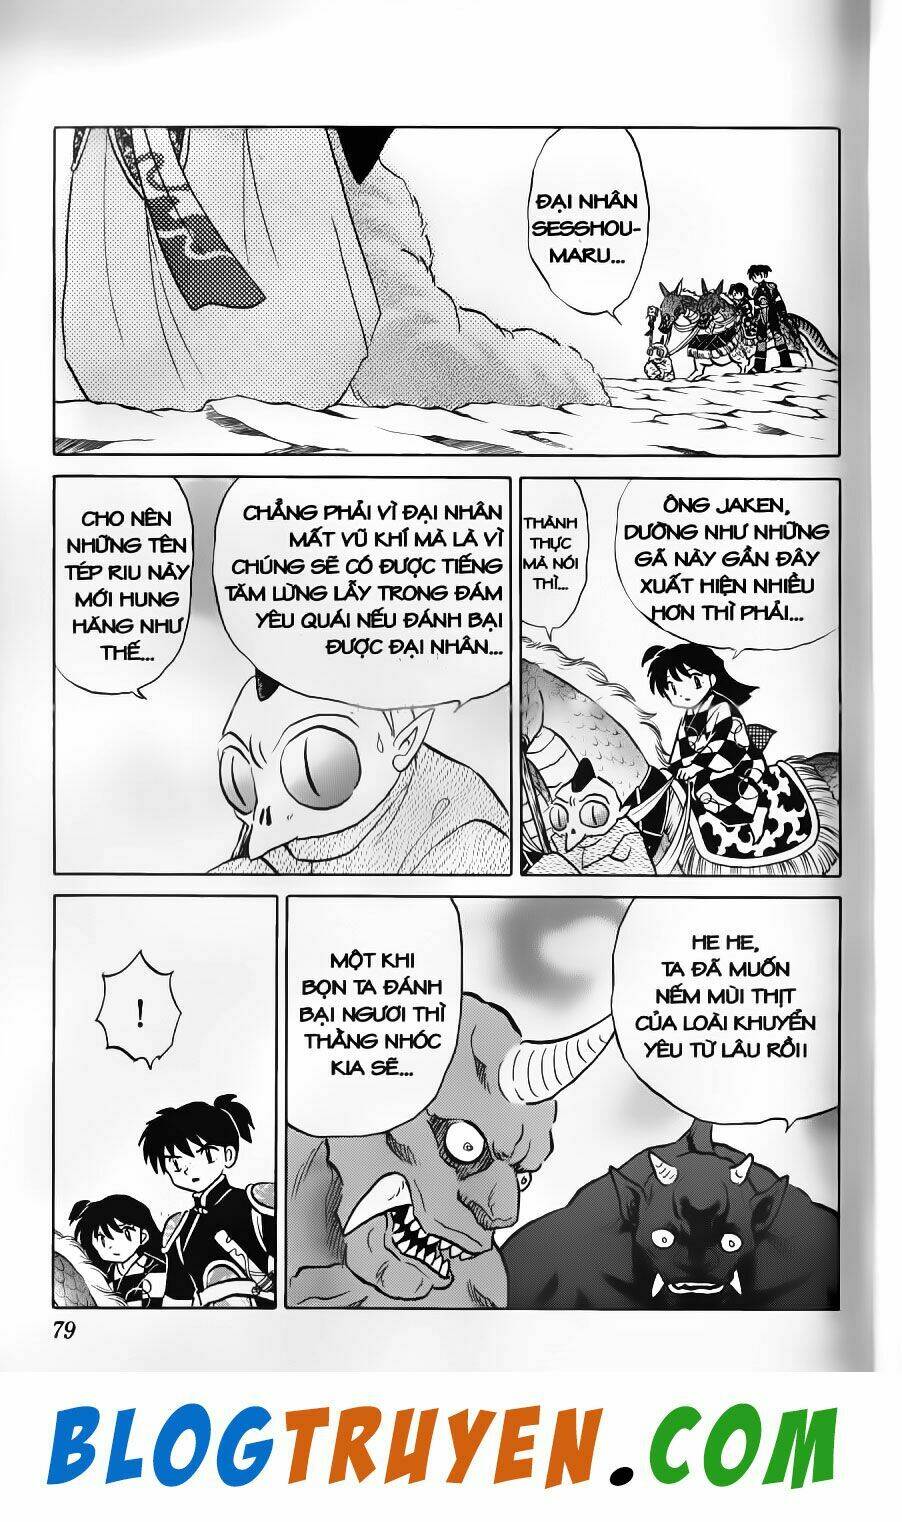 ĐẠI NHÂN
SESSHOU-
MARU...
ÔNG JAKEN,
DƯỜNG NHƯ NHỮNG
GÃ NÀY GẦN ĐÂY
XUẤT HIỆN NHIỀU
HƠN THÌ PHẢI...
THÀNH
THỰC
MÀ NÓI
THÌ...
CHẲNG PHẢI VÌ ĐẠI NHÂN
MẤT VŨ KHÍ MÀ LÀ VÌ
CHÚNG SẼ CÓ ĐƯỢC TIẾNG
TĂM LỪNG LẪY TRONG ĐÁM
YÊU QUÁI NẾU ĐÁNH BẠI
ĐƯỢC ĐẠI NHÂN...
CHO NÊN
NHỮNG TÊN
TÉP RIU NÀY
MỚI HUNG
HĂNG NHƯ
THẾ...
HE HE,
TA ĐÃ MUỐN
NẾM MÙI THỊT
CỦA LOÀI KHUYỂN
YÊU TỪ LÂU RỒI!
MỘT KHI
BỌN TA ĐÁNH
BẠI NGƯƠI THÌ
THẰNG NHÓC
KIA SẼ...
!
79
BLOGTRUYEN.COM